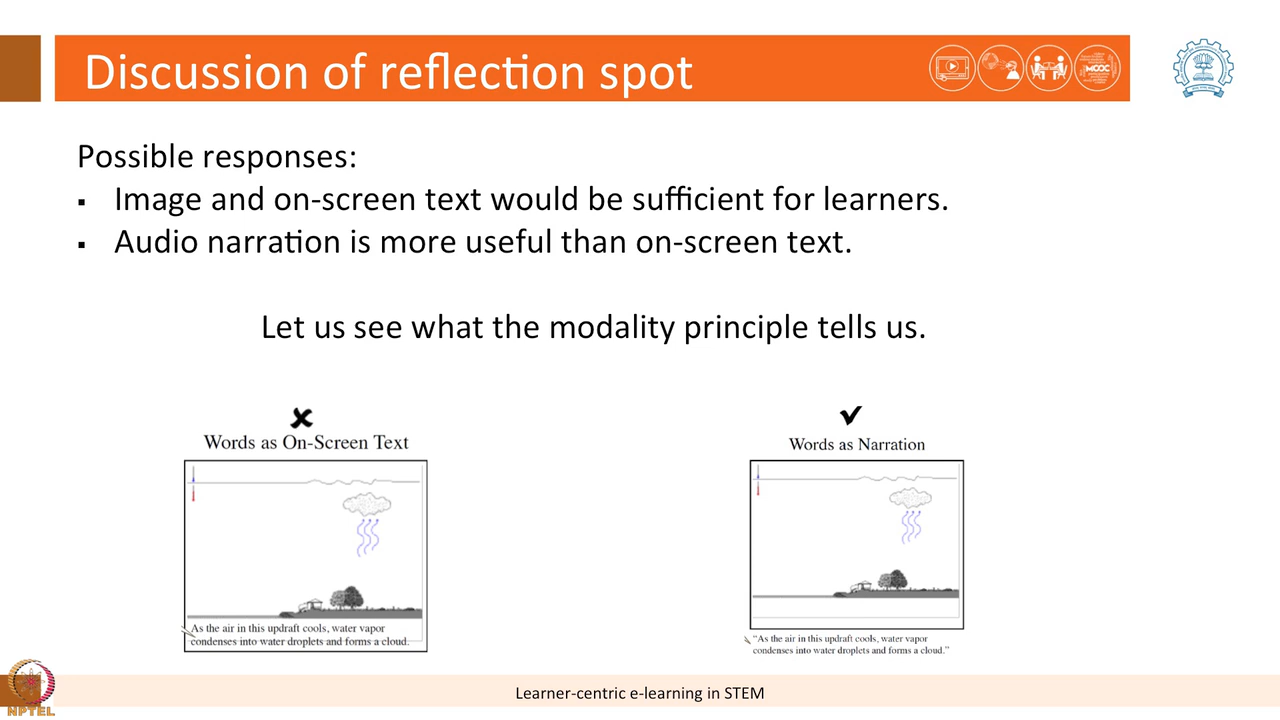 Discussion of reflection spot
MOOC
Possible responses:
▪ Image and on-screen text would be sufficient for learners.
▪ Audio narration is more useful than on-screen text.
Let us see what the modality principle tells us.
✘
Words as On-Screen Text
As the air in this updraft cools, water vapor
condenses into water droplets and forms a cloud.
✔
Words as Narration
“As the air in this updraft cools, water vapor
condenses into water droplets and forms a cloud.”
Learner-centric e-learning in STEM
NPTEL